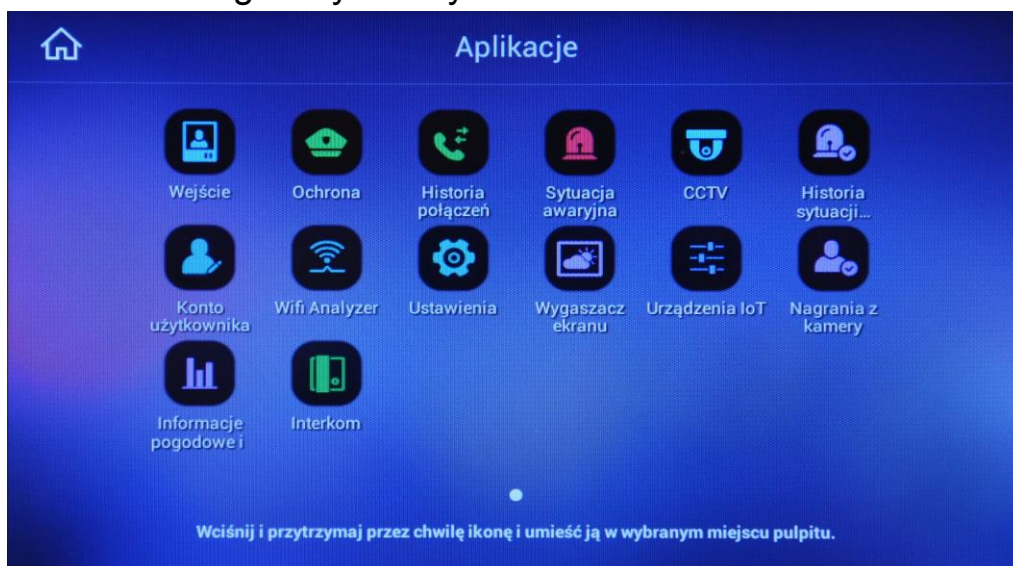 Aplikacje
Wejście
Ochrona
Historia
połączeń
Sytuacja
awaryjna
CCTV
Historia
sytuacji...
Konto
użytkownika
Wifi Analyzer
Ustawienia
Wygaszacz
ekranu
Urządzenia IoT
Nagrania z
kamery
Informacje
pogodowe i
Interkom
Wciśnij i przytrzymaj przez chwilę ikonę i umieść ją w wybranym miejscu pulpitu.